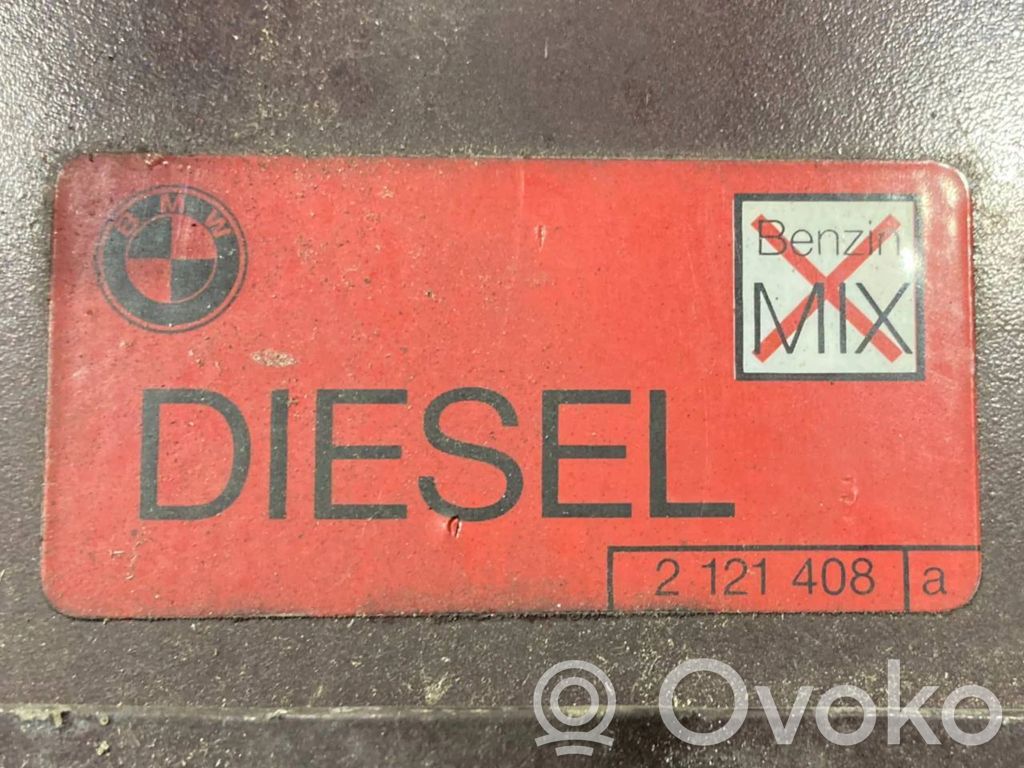 BMW
Benzin
MIX
DIESEL
2 121 408 a
Ovoko